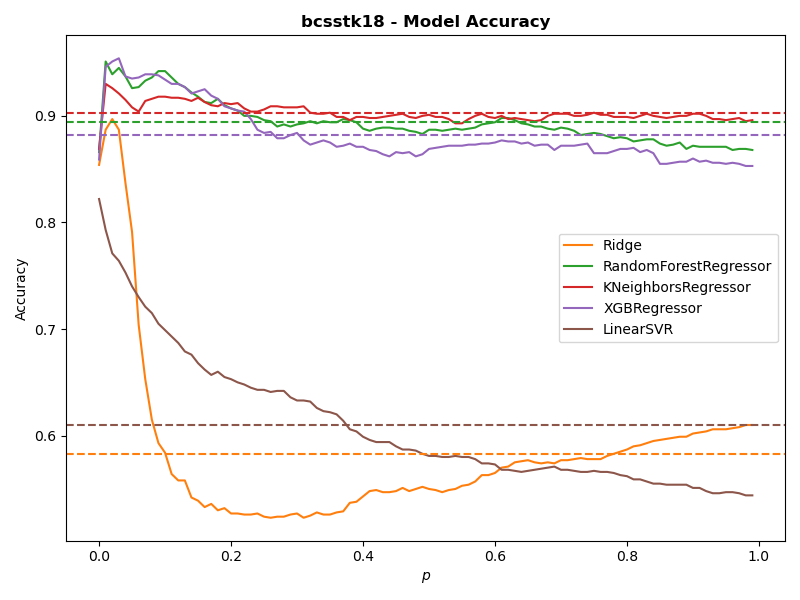 bcsstk18 - Model Accuracy
Accuracy
0.9
0.8
0.7
0.6
Ridge
RandomForestRegressor
KNeighborsRegressor
XGBRegressor
LinearSVR
0.0 0.2 0.4 0.6 0.8 1.0
p